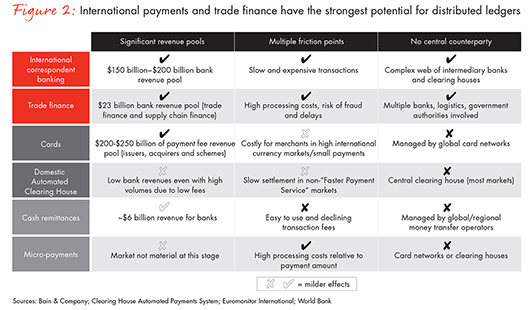 Figure 2: International payments and trade finance have the strongest potential for distributed ledgers
Significant revenue pools
Multiple friction points
No central counterparty
International
correspondent
banking
✔
$150 billion–$200 billion bank
revenue pool
✔
Slow and expensive transactions
✔
Complex web of intermediary banks
and clearing houses
Trade finance
✔
$23 billion bank revenue pool (trade
finance and supply chain finance)
✔
High processing costs, risk of fraud
and delays
✔
Multiple banks, logistics, government
authorities involved
Cards
✔
$200-$250 billion of payment fee revenue
pool (issuers, acquirers and schemes)
✘
Costly for merchants in high international
currency markets/small payments
✘
Managed by global card networks
Domestic
Automated
Clearing House
✘
Low bank revenues even with high
volumes due to low fees
✘
Slow settlement in non-"Faster Payment
Service" markets
✘
Central clearing house (most markets)
Cash remittances
✔
~$6 billion revenue for banks
✘
Easy to use and declining
transaction fees
✘
Managed by global/regional
money transfer operators
Micro-payments
✘
Market not material at this stage
✔
High processing costs relative to
payment amount
✘
Card networks or clearing houses
✘ ✔ = milder effects
Sources: Bain & Company; Clearing House Automated Payments System; Euromonitor International; World Bank